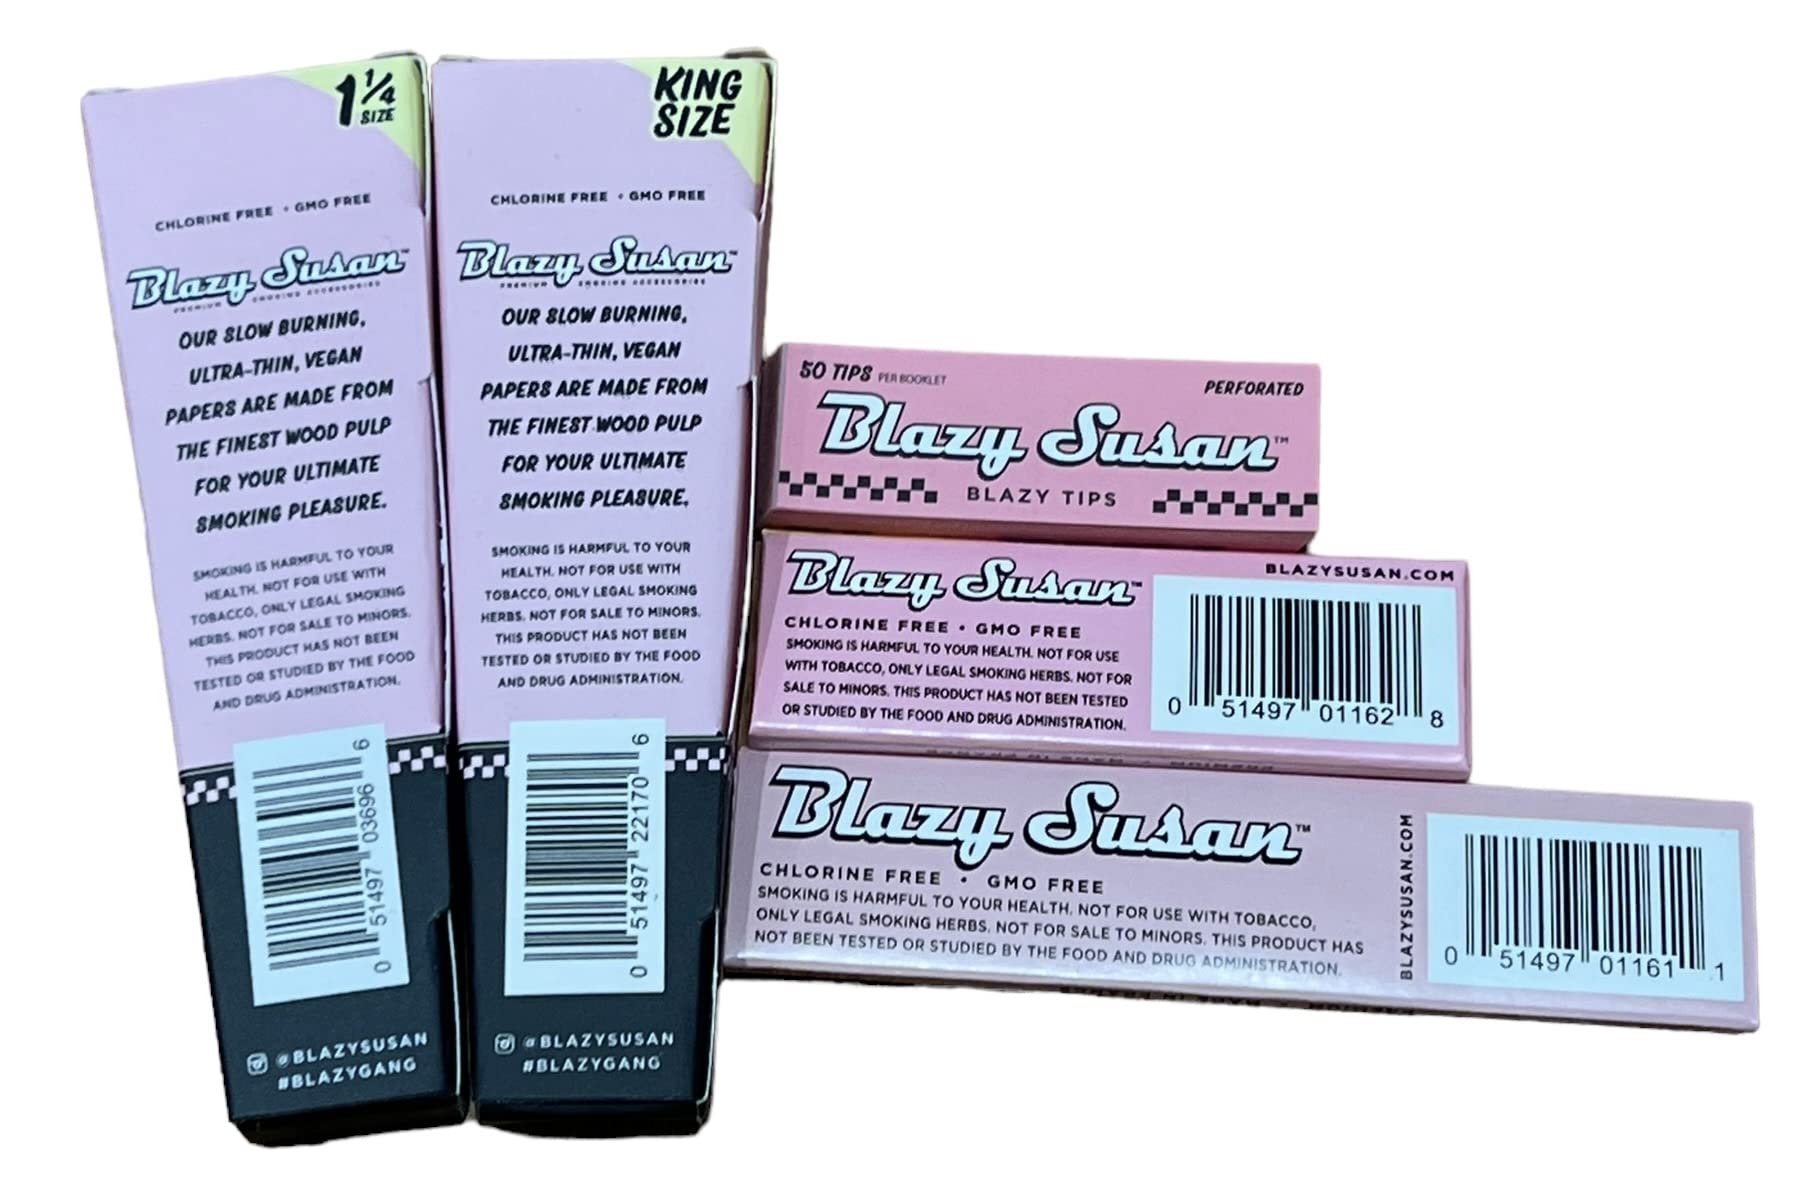 1 1/4
SIZE
CHLORINE FREE • GMO FREE
Blazy Susan™
PREMIUM SMOKING ACCESSORIES
OUR SLOW BURNING,
ULTRA-THIN, VEGAN
PAPERS ARE MADE FROM
THE FINEST WOOD PULP
FOR YOUR ULTIMATE
SMOKING PLEASURE.
SMOKING IS HARMFUL TO YOUR
HEALTH. NOT FOR USE WITH
TOBACCO, ONLY LEGAL SMOKING
HERBS. NOT FOR SALE TO MINORS.
THIS PRODUCT HAS NOT BEEN
TESTED OR STUDIED BY THE FOOD
AND DRUG ADMINISTRATION.
0 51497 03696 6
@BLAZYSUSAN
#BLAZYGANG
KING
SIZE
CHLORINE FREE • GMO FREE
Blazy Susan™
PREMIUM SMOKING ACCESSORIES
OUR SLOW BURNING,
ULTRA-THIN, VEGAN
PAPERS ARE MADE FROM
THE FINEST WOOD PULP
FOR YOUR ULTIMATE
SMOKING PLEASURE.
SMOKING IS HARMFUL TO YOUR
HEALTH. NOT FOR USE WITH
TOBACCO, ONLY LEGAL SMOKING
HERBS. NOT FOR SALE TO MINORS.
THIS PRODUCT HAS NOT BEEN
TESTED OR STUDIED BY THE FOOD
AND DRUG ADMINISTRATION.
0 51497 22170 6
@BLAZYSUSAN
#BLAZYGANG
50 TIPS PER BOOKLET
PERFORATED
Blazy Susan™
BLAZY TIPS
Blazy Susan™
BLAZYSUSAN.COM
CHLORINE FREE • GMO FREE
SMOKING IS HARMFUL TO YOUR HEALTH. NOT FOR USE
WITH TOBACCO, ONLY LEGAL SMOKING HERBS. NOT FOR
SALE TO MINORS. THIS PRODUCT HAS NOT BEEN TESTED
OR STUDIED BY THE FOOD AND DRUG ADMINISTRATION.
0 51497 01162 8
Blazy Susan™
CHLORINE FREE • GMO FREE
SMOKING IS HARMFUL TO YOUR HEALTH. NOT FOR USE WITH TOBACCO,
ONLY LEGAL SMOKING HERBS. NOT FOR SALE TO MINORS. THIS PRODUCT HAS
NOT BEEN TESTED OR STUDIED BY THE FOOD AND DRUG ADMINISTRATION.
BLAZYSUSAN.COM
0 51497 01161 1